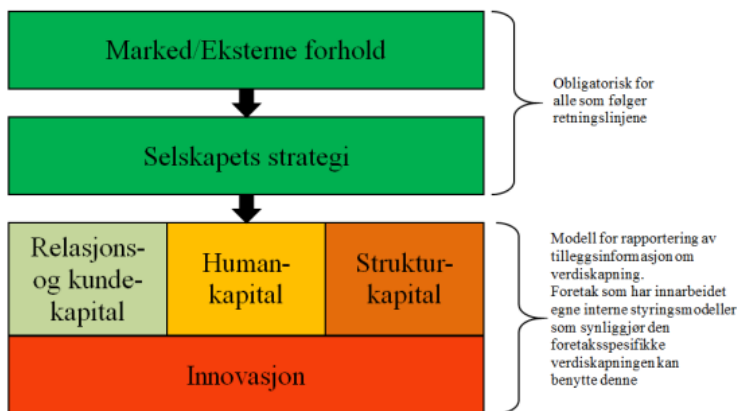 Marked/Eksterne forhold
Obligatorisk for
alle som følger
retningslinjene
Selskapets strategi
Relasjons-
og kunde-
kapital
Human-
kapital
Struktur-
kapital
Innovasjon
Modell for rapportering av
tilleggsinformasjon om
verdiskapning.
Foretak som har innarbeidet
egne interne styringsmodeller
som synliggjør den
foretaksspesifikke
verdiskapningen kan
benytte denne